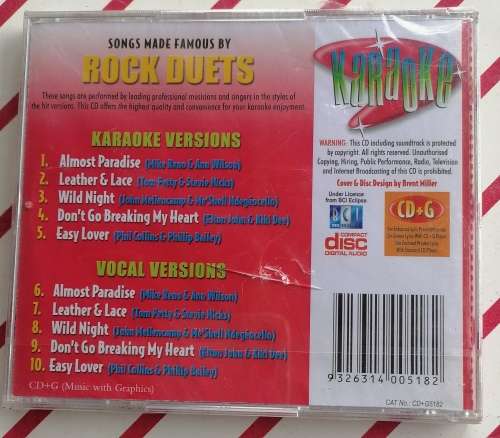 SONGS MADE FAMOUS BY
ROCK DUETS
These songs are performed by leading professional musicians and singers in the styles of
the hit versions. This CD offers the highest quality and convenience for your karaoke enjoyment.
KARAOKE VERSIONS
1. Almost Paradise (Mike Reno & Ann Wilson)
2. Leather & Lace (Tom Petty & Stevie Nicks)
3. Wild Night (John Mellencamp & Me'Shell Ndegéocello)
4. Don't Go Breaking My Heart (Elton John & Kiki Dee)
5. Easy Lover (Phil Collins & Phillip Bailey)
VOCAL VERSIONS
6. Almost Paradise (Mike Reno & Ann Wilson)
7. Leather & Lace (Tom Petty & Stevie Nicks)
8. Wild Night (John Mellencamp & Me'Shell Ndegéocello)
9. Don't Go Breaking My Heart (Elton John & Kiki Dee)
10. Easy Lover (Phil Collins & Phillip Bailey)
CD+G (Music with Graphics)
Karaoke
WARNING: This CD including soundtrack is protected
by copyright. All rights reserved. Unauthorised
Copying, Hiring, Public Performance, Radio, Television
and Internet Broadcasting of this CD is prohibited.
Cover & Disc Design by Brent Miller
Under Licence
from BCI Eclipse
BCI
COMPACT
disc
DIGITAL AUDIO
CD+G
9 326314 005182
CAT No.: CD+G5182